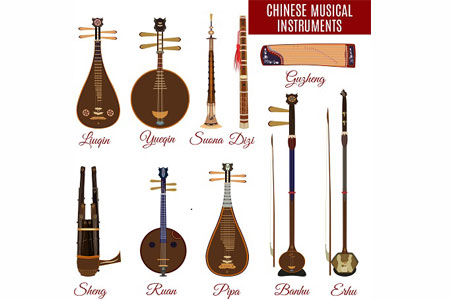 CHINESE MUSICAL
INSTRUMENTS
Liuqin
Yueqin
Suona
Dizi
Guzheng
Sheng
Ruan
Pipa
Banhu
Erhu